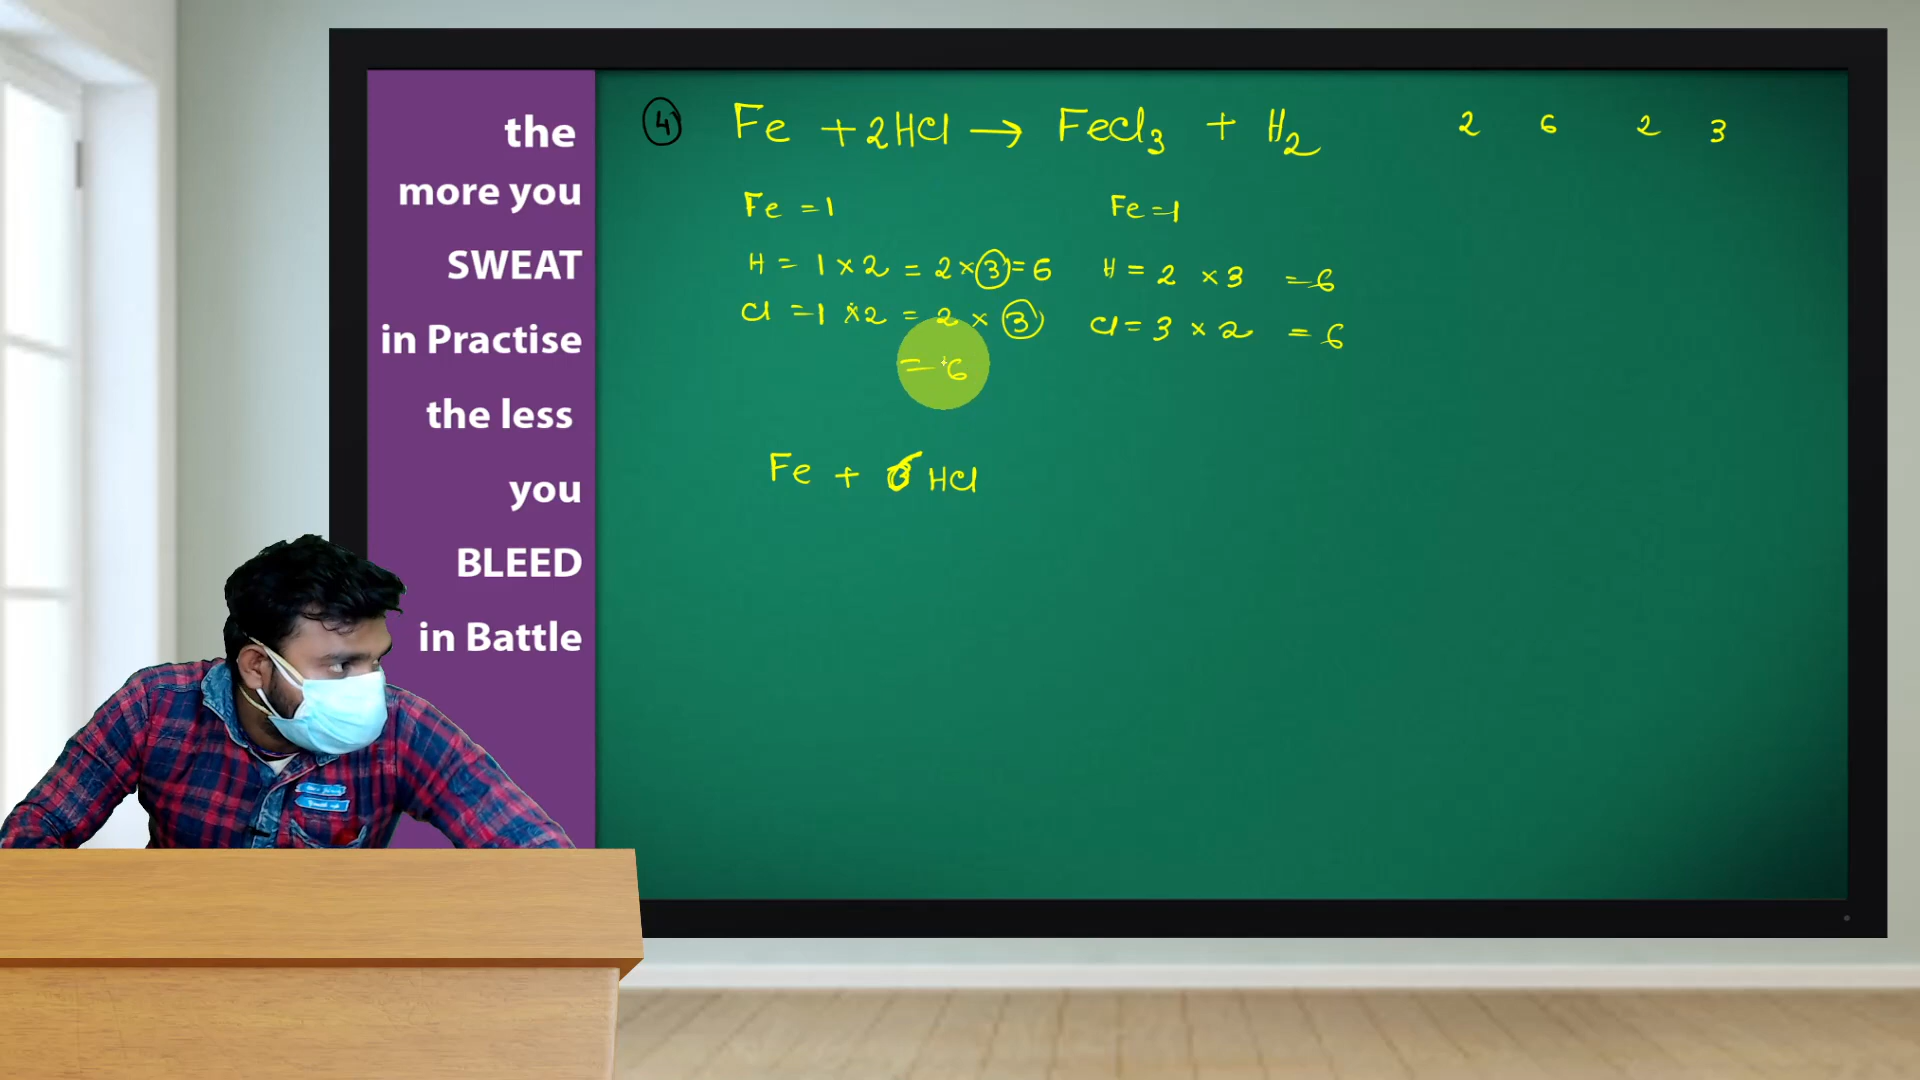 the
more you
SWEAT
in Practise
the less
you
BLEED
in Battle
④ Fe + 2HCl → FeCl₃ + H₂ 2 6 2 3
Fe = 1 Fe = 1
H = 1 × 2 = 2 × ③ = 6 H = 2 × 3 = 6
Cl = 1 × 2 = 2 × ③ Cl = 3 × 2 = 6
= 6
Fe + 6 HCl